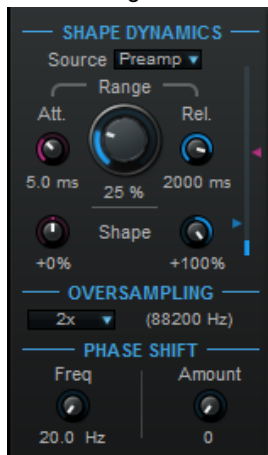 SHAPE DYNAMICS
Source Preamp
Range
Att. Rel.
5.0 ms 25 % 2000 ms
Shape
+0% +100%
OVERSAMPLING
2x (88200 Hz)
PHASE SHIFT
Freq Amount
20.0 Hz 0